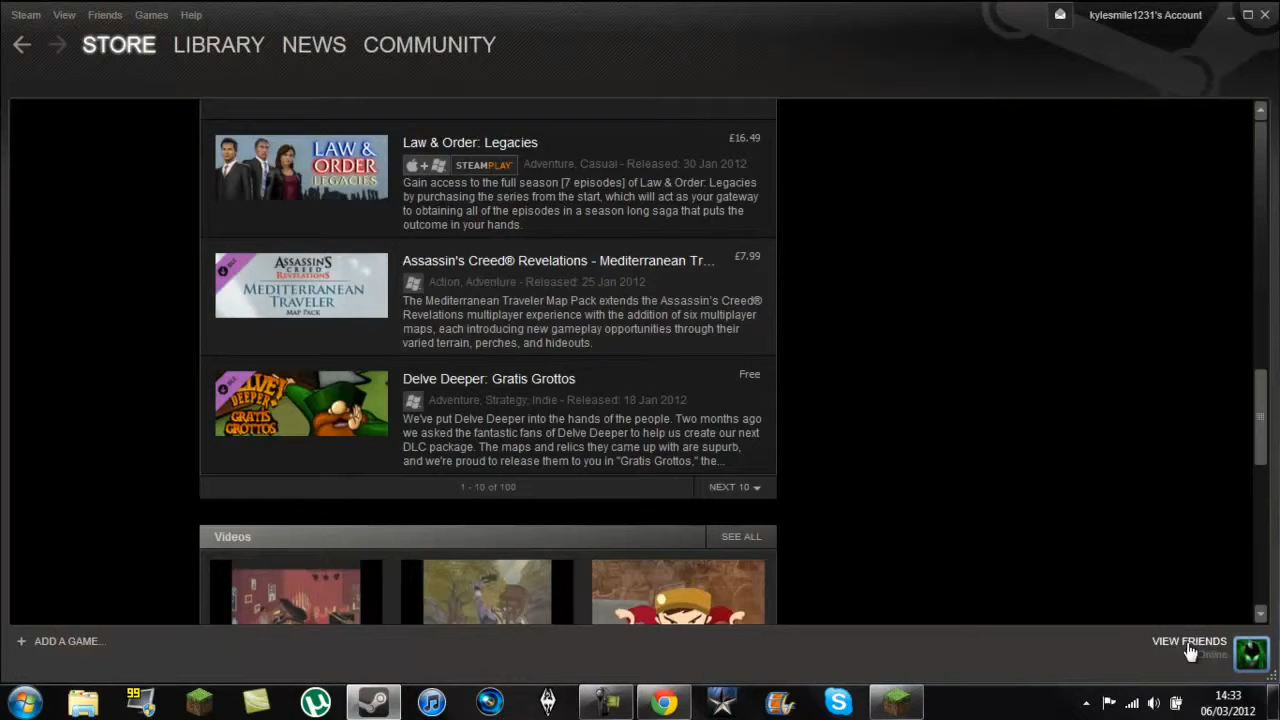 Steam View Friends Games Help
kylesmile1231's Account
STORE LIBRARY NEWS COMMUNITY
LAW & ORDER LEGACIES
Law & Order: Legacies
£16.49
STEAMPLAY Adventure, Casual - Released: 30 Jan 2012
Gain access to the full season [7 episodes] of Law & Order: Legacies
by purchasing the series from the start, which will act as your gateway
to obtaining all of the episodes in a season long saga that puts the
outcome in your hands.
DLC
ASSASSIN'S CREED REVELATIONS
MEDITERRANEAN TRAVELER
MAP PACK
Assassin's Creed® Revelations - Mediterranean Tr...
£7.99
Action, Adventure - Released: 25 Jan 2012
The Mediterranean Traveler Map Pack extends the Assassin's Creed®
Revelations multiplayer experience with the addition of six multiplayer
maps, each introducing new gameplay opportunities through their
varied terrain, perches, and hideouts.
DLC
DELVE DEEPER!
GRATIS GROTTOS
Delve Deeper: Gratis Grottos
Free
Adventure, Strategy, Indie - Released: 18 Jan 2012
We've put Delve Deeper into the hands of the people. Two months ago
we asked the fantastic fans of Delve Deeper to help us create our next
DLC package. The maps and relics they came up with are supurb,
and we're proud to release them to you in "Gratis Grottos," the...
1 - 10 of 100
NEXT 10
Videos
SEE ALL
+ ADD A GAME...
VIEW FRIENDS
Online
99
14:33
06/03/2012